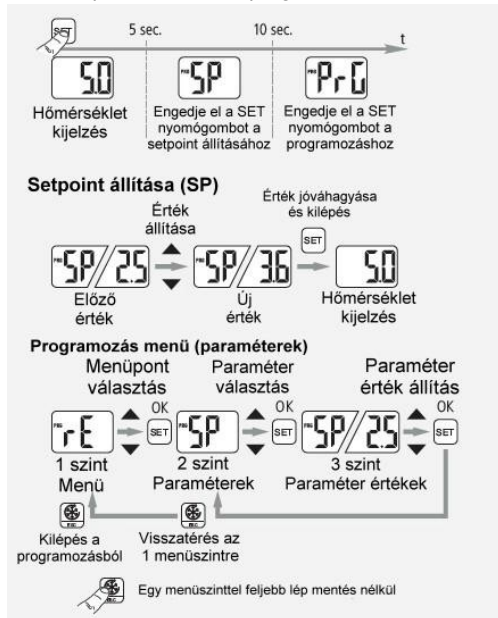 SET 5 sec. 10 sec. t
5.0 SP PrG
Hőmérséklet kijelzés
Engedje el a SET nyomógombot a setpoint állításához
Engedje el a SET nyomógombot a programozáshoz
Setpoint állítása (SP)
Érték állítása
Érték jóváhagyása és kilépés
SP/2.5 SP/3.6 SET 5.0
Előző érték
Új érték
Hőmérséklet kijelzés
Programozás menü (paraméterek)
Menüpont választás
Paraméter választás
Paraméter érték állítás
OK OK OK
rE SET SP SET SP/2.5 SET
1 szint Menü
2 szint Paraméterek
3 szint Paraméter értékek
ESC ESC
Kilépés a programozásból
Visszatérés az 1 menüszintre
ESC Egy menüszinttel feljebb lép mentés nélkül